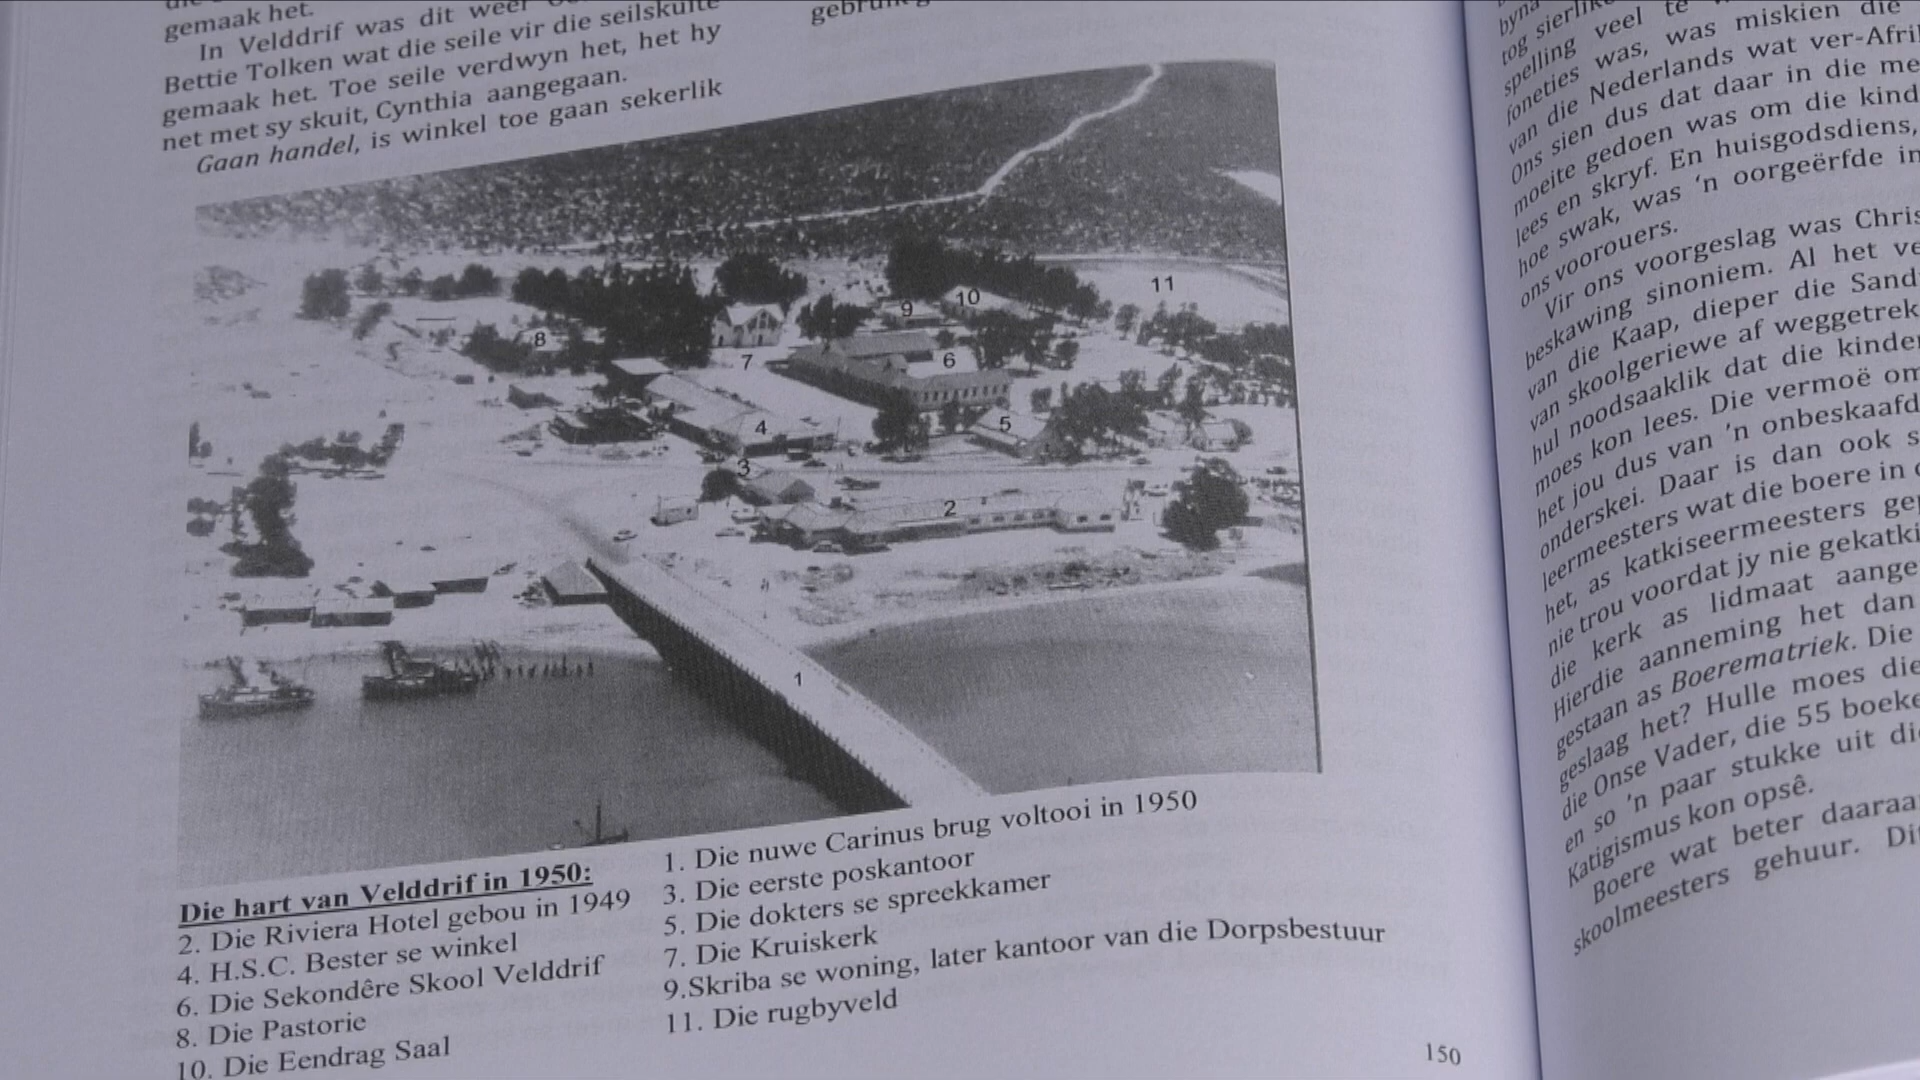 gemaak het.
In Velddrif was dit weer
Bettie Tolken wat die seile vir die seilskuite
gemaak het. Toe seile verdwyn het, het hy
net met sy skuit, Cynthia aangegaan.
Gaan handel, is winkel toe gaan sekerlik
11
10
9
8
7
6
5
4
3
2
1
Die hart van Velddrif in 1950:
1. Die nuwe Carinus brug voltooi in 1950
2. Die Riviera Hotel gebou in 1949
3. Die eerste poskantoor
4. H.S.C. Bester se winkel
5. Die dokters se spreekkamer
6. Die Sekondêre Skool Velddrif
7. Die Kruiskerk
8. Die Pastorie
9.Skriba se woning, later kantoor van die Dorpsbestuur
10. Die Eendrag Saal
11. Die rugbyveld
150
spelling veel te
foneties was, was miskien die
van die Nederlands wat ver-Afri
Ons sien dus dat daar in die me
moeite gedoen was om die kind
lees en skryf. En huisgodsdiens,
hoe swak, was 'n oorgeërfde in
ons voorouers.
Vir ons voorgeslag was Chris
beskawing sinoniem. Al het ve
van die Kaap, dieper die Sand
van skoolgeriewe af weggetrek
hul noodsaaklik dat die kinde
moes kon lees. Die vermoë om
het jou dus van 'n onbeskaafd
onderskei. Daar is dan ook s
leermeesters wat die boere in
het, as katkiseermeesters gep
nie trou voordat jy nie gekatki
die kerk as lidmaat aange
Hierdie aanneming het dan
gestaan as Boerematriek. Die
geslaag het? Hulle moes die
die Onse Vader, die 55 boeke
en so 'n paar stukke uit die
Katigismus kon opsê.
Boere wat beter daaraa
skoolmeesters gehuur. Di